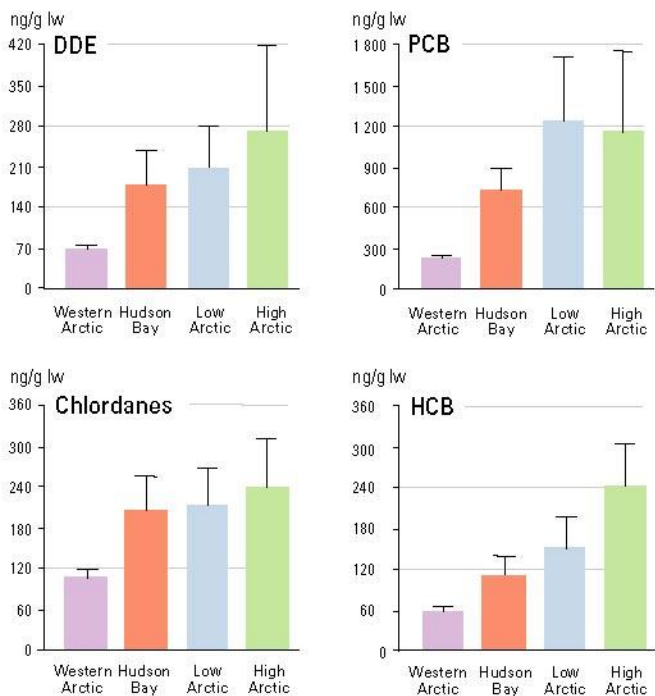 ng/g lw
DDE
420
350
280
210
140
70
0
Western Hudson Low High
Arctic Bay Arctic Arctic
ng/g lw
PCB
1 800
1 500
1 200
900
600
300
0
Western Hudson Low High
Arctic Bay Arctic Arctic
ng/g lw
Chlordanes
360
300
240
180
120
60
0
Western Hudson Low High
Arctic Bay Arctic Arctic
ng/g lw
HCB
360
300
240
180
120
60
0
Western Hudson Low High
Arctic Bay Arctic Arctic